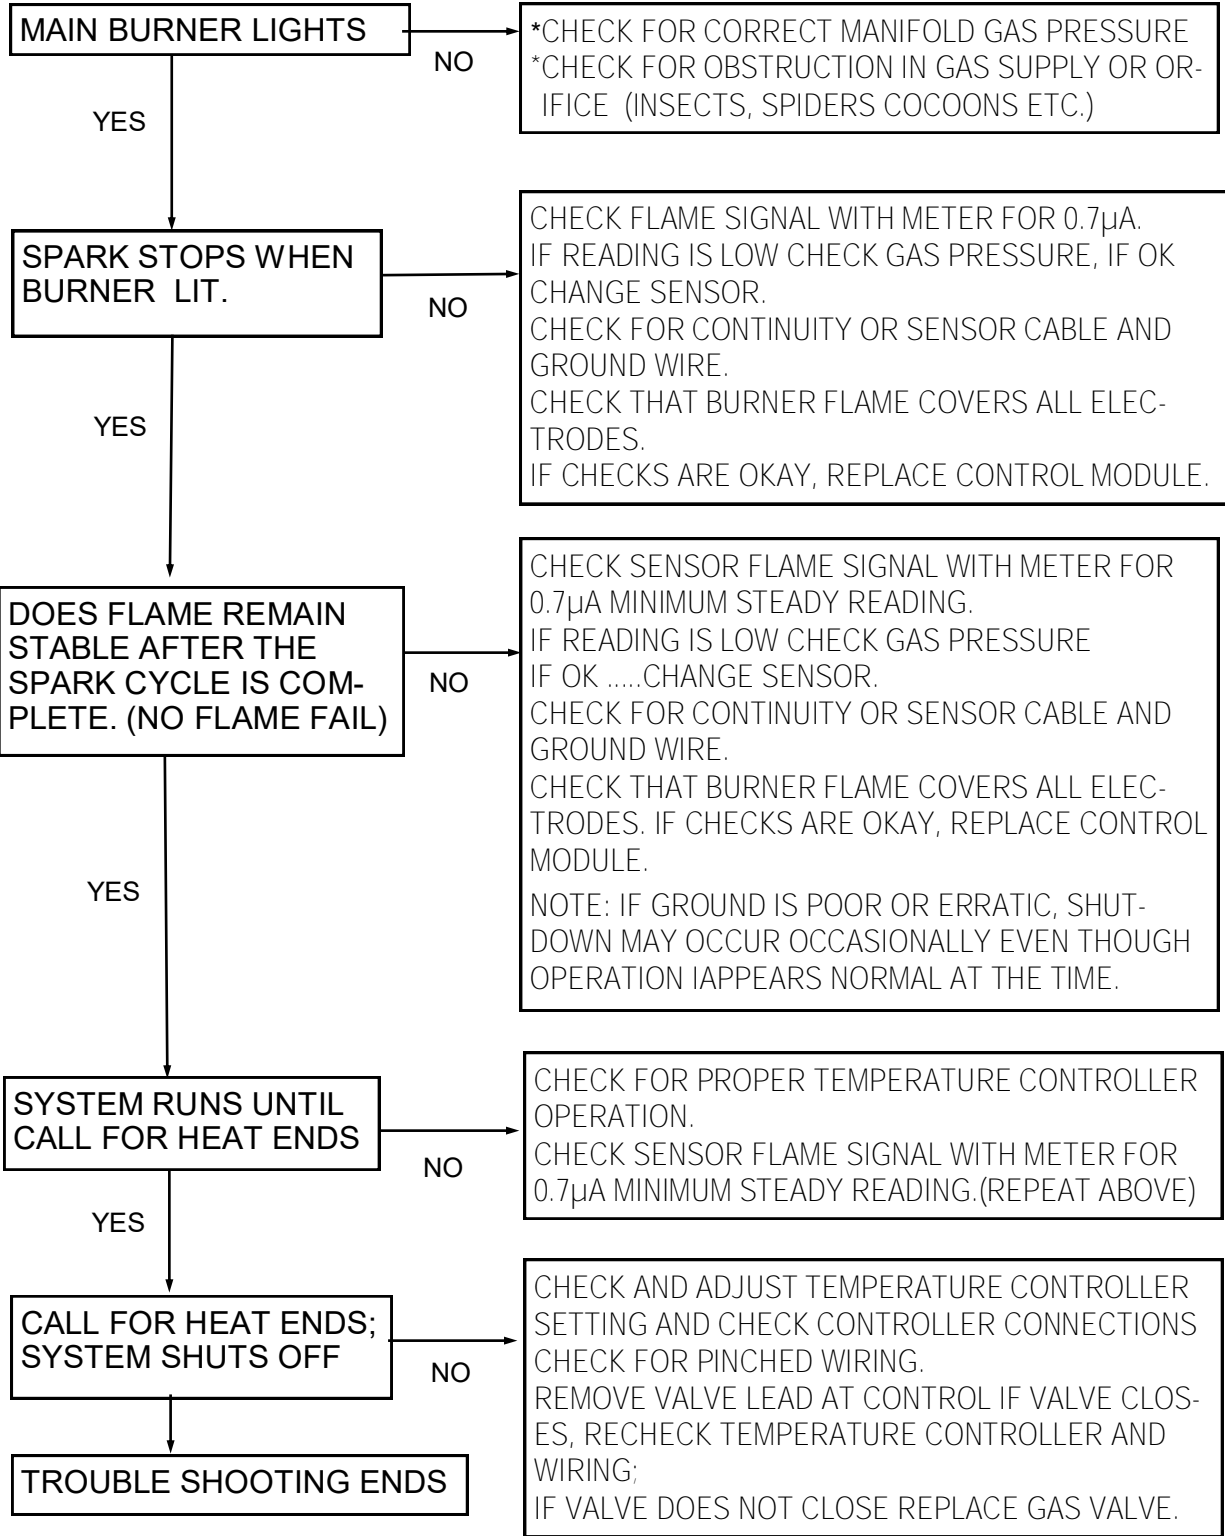 MAIN BURNER LIGHTS
NO
*CHECK FOR CORRECT MANIFOLD GAS PRESSURE
*CHECK FOR OBSTRUCTION IN GAS SUPPLY OR OR-
IFICE (INSECTS, SPIDERS COCOONS ETC.)
YES
SPARK STOPS WHEN
BURNER LIT.
NO
CHECK FLAME SIGNAL WITH METER FOR 0.7µA.
IF READING IS LOW CHECK GAS PRESSURE, IF OK
CHANGE SENSOR.
CHECK FOR CONTINUITY OR SENSOR CABLE AND
GROUND WIRE.
CHECK THAT BURNER FLAME COVERS ALL ELEC-
TRODES.
IF CHECKS ARE OKAY, REPLACE CONTROL MODULE.
YES
DOES FLAME REMAIN
STABLE AFTER THE
SPARK CYCLE IS COM-
PLETE. (NO FLAME FAIL)
NO
CHECK SENSOR FLAME SIGNAL WITH METER FOR
0.7µA MINIMUM STEADY READING.
IF READING IS LOW CHECK GAS PRESSURE
IF OK .....CHANGE SENSOR.
CHECK FOR CONTINUITY OR SENSOR CABLE AND
GROUND WIRE.
CHECK THAT BURNER FLAME COVERS ALL ELEC-
TRODES. IF CHECKS ARE OKAY, REPLACE CONTROL
MODULE.
NOTE: IF GROUND IS POOR OR ERRATIC, SHUT-
DOWN MAY OCCUR OCCASIONALLY EVEN THOUGH
OPERATION IAPPEARS NORMAL AT THE TIME.
YES
SYSTEM RUNS UNTIL
CALL FOR HEAT ENDS
NO
CHECK FOR PROPER TEMPERATURE CONTROLLER
OPERATION.
CHECK SENSOR FLAME SIGNAL WITH METER FOR
0.7µA MINIMUM STEADY READING.(REPEAT ABOVE)
YES
CALL FOR HEAT ENDS;
SYSTEM SHUTS OFF
NO
CHECK AND ADJUST TEMPERATURE CONTROLLER
SETTING AND CHECK CONTROLLER CONNECTIONS
CHECK FOR PINCHED WIRING.
REMOVE VALVE LEAD AT CONTROL IF VALVE CLOS-
ES, RECHECK TEMPERATURE CONTROLLER AND
WIRING;
IF VALVE DOES NOT CLOSE REPLACE GAS VALVE.
TROUBLE SHOOTING ENDS